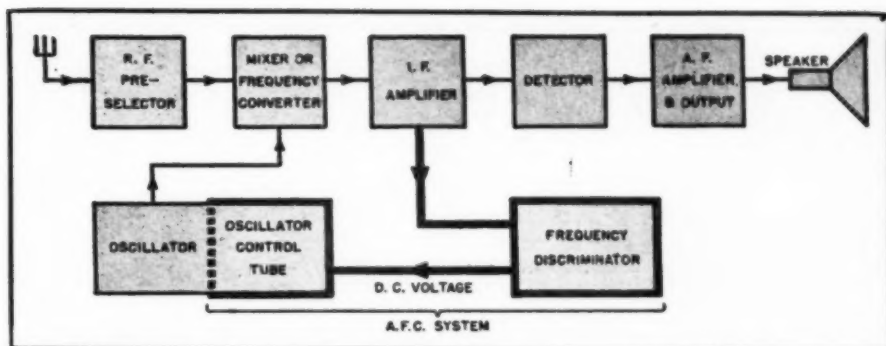 R. F.
PRE-
SELECTOR
MIXER OR
FREQUENCY
CONVERTER
I. F.
AMPLIFIER
DETECTOR
A. F.
AMPLIFIER
& OUTPUT
SPEAKER
OSCILLATOR
OSCILLATOR
CONTROL
TUBE
FREQUENCY
DISCRIMINATOR
D. C. VOLTAGE
A.F.C. SYSTEM